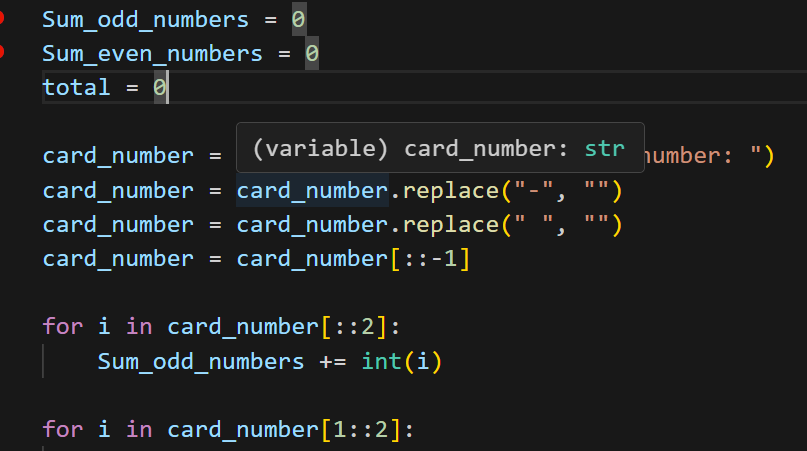 Sum_odd_numbers = 0
Sum_even_numbers = 0
total = 0
(variable) card_number: str
card_number = number: ")
card_number = card_number.replace("-", "")
card_number = card_number.replace(" ", "")
card_number = card_number[::-1]
for i in card_number[::2]:
Sum_odd_numbers += int(i)
for i in card_number[1::2]: